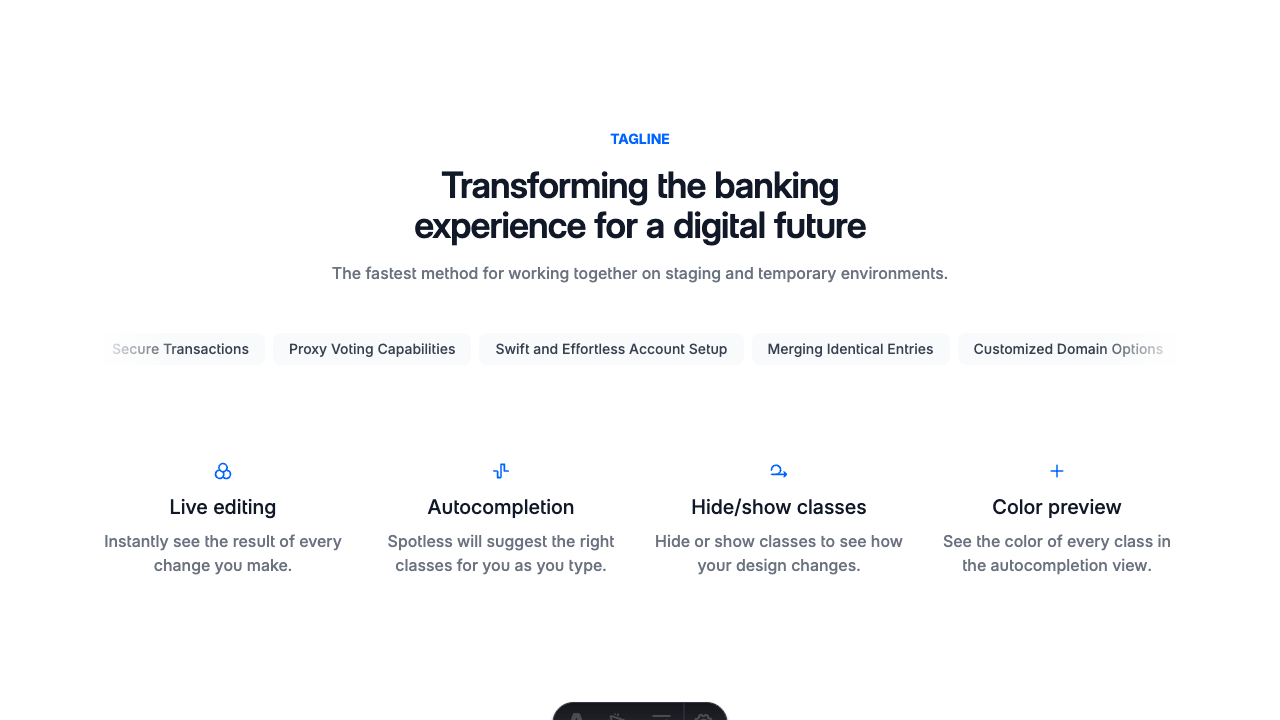 TAGLINE
Transforming the banking
experience for a digital future
The fastest method for working together on staging and temporary environments.
Secure Transactions
Proxy Voting Capabilities
Swift and Effortless Account Setup
Merging Identical Entries
Customized Domain Options
Live editing
Instantly see the result of every
change you make.
Autocompletion
Spotless will suggest the right
classes for you as you type.
Hide/show classes
Hide or show classes to see how
your design changes.
Color preview
See the color of every class in
the autocompletion view.